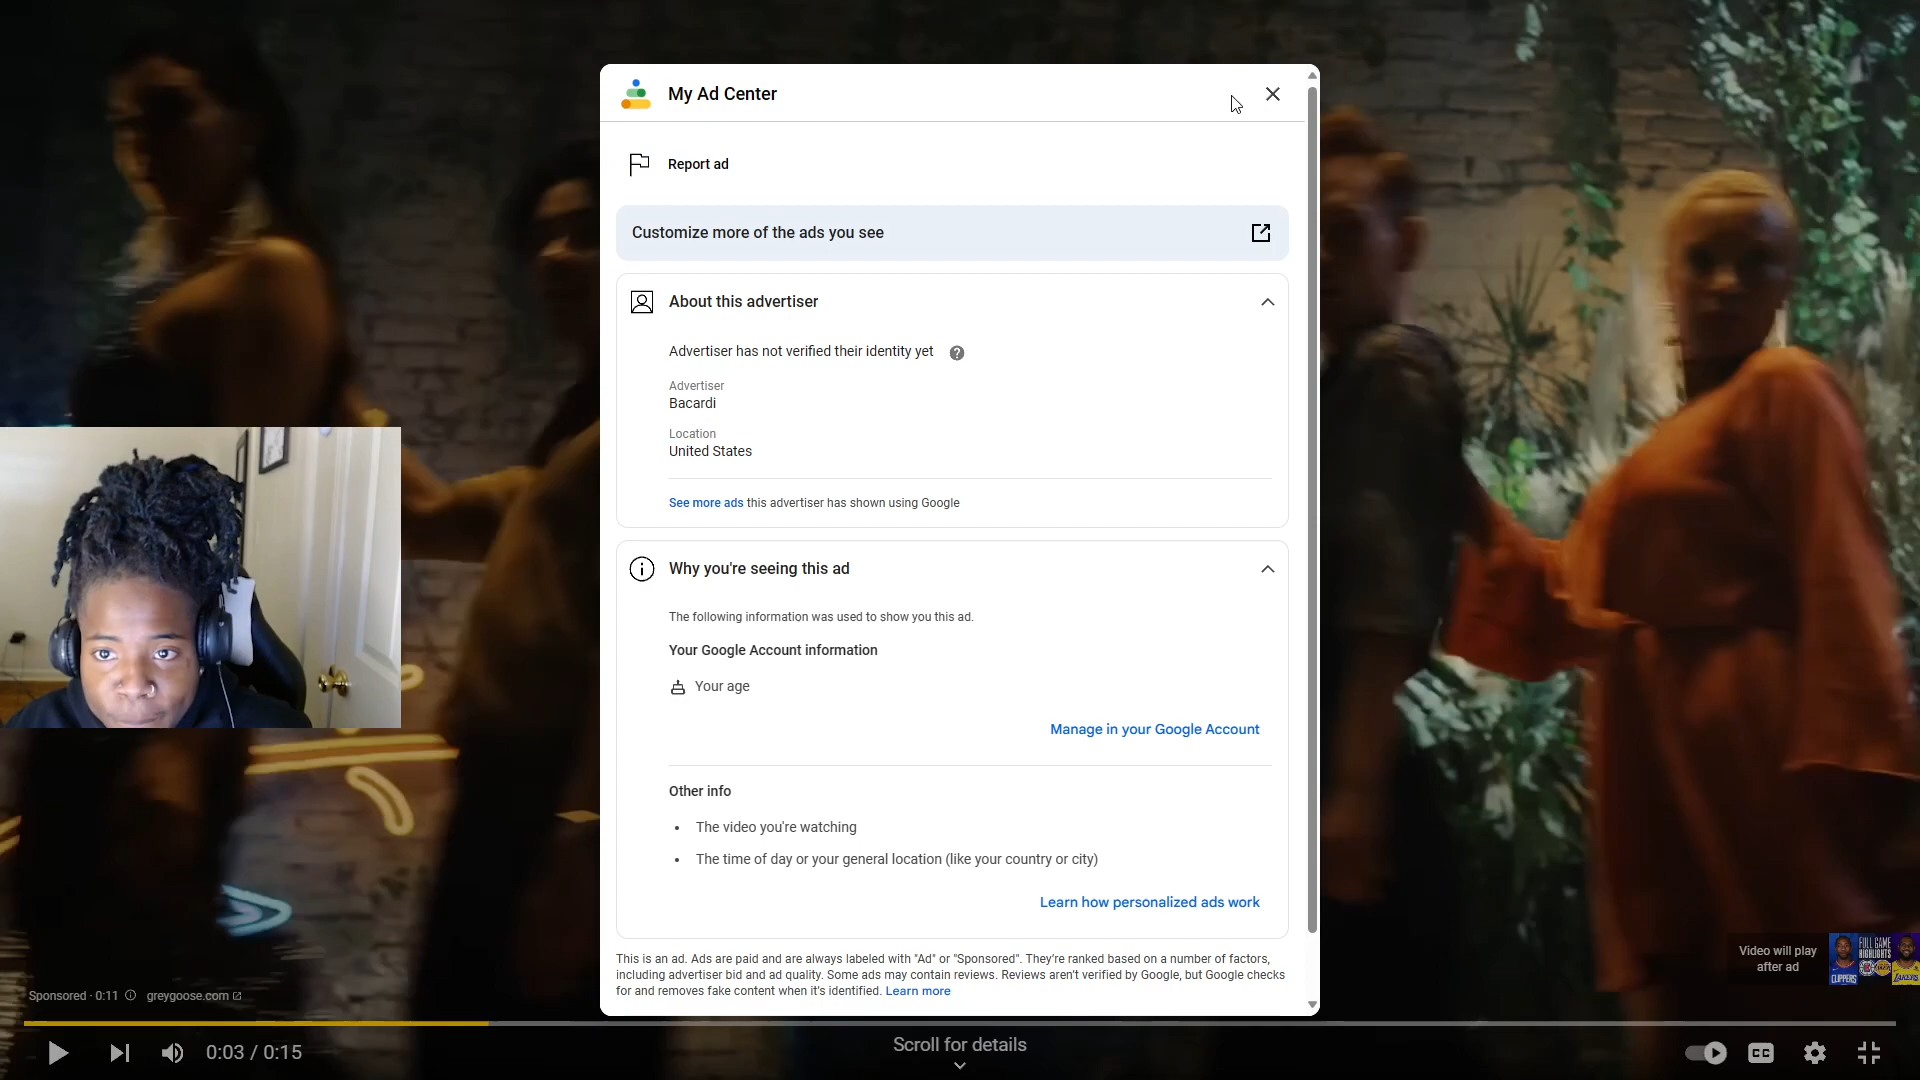 My Ad Center
Report ad
Customize more of the ads you see
About this advertiser
Advertiser has not verified their identity yet
Advertiser
Bacardi
Location
United States
See more ads this advertiser has shown using Google
Why you're seeing this ad
The following information was used to show you this ad.
Your Google Account information
Your age
Manage in your Google Account
Other info
• The video you're watching
• The time of day or your general location (like your country or city)
Learn how personalized ads work
This is an ad. Ads are paid and are always labeled with "Ad" or "Sponsored". They're ranked based on a number of factors,
including advertiser bid and ad quality. Some ads may contain reviews. Reviews aren't verified by Google, but Google checks
for and removes fake content when it's identified. Learn more
Video will play
after ad
FULL GAME
HIGHLIGHTS
CLIPPERS
LAKERS
Sponsored · 0:11
greygoose.com
0:03 / 0:15
Scroll for details
CC